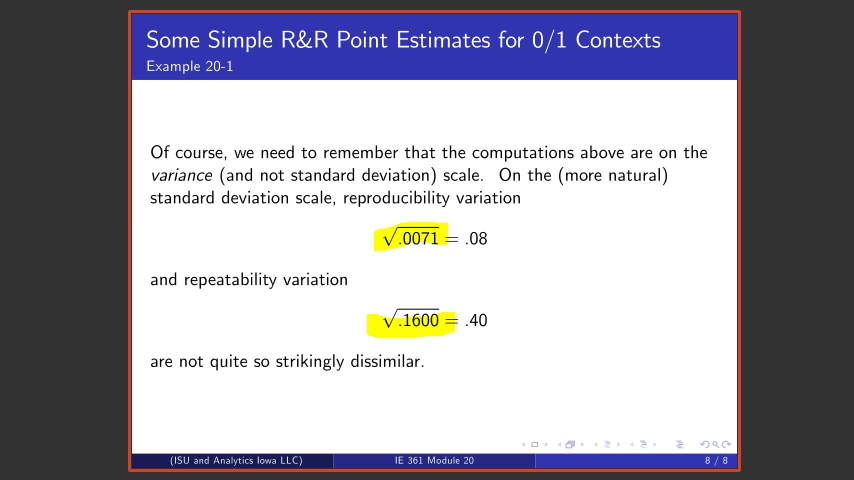 Some Simple R&R Point Estimates for 0/1 Contexts
Example 20-1
Of course, we need to remember that the computations above are on the
variance (and not standard deviation) scale. On the (more natural)
standard deviation scale, reproducibility variation
√.0071 = .08
and repeatability variation
√.1600 = .40
are not quite so strikingly dissimilar.
(ISU and Analytics Iowa LLC) IE 361 Module 20 8 / 8